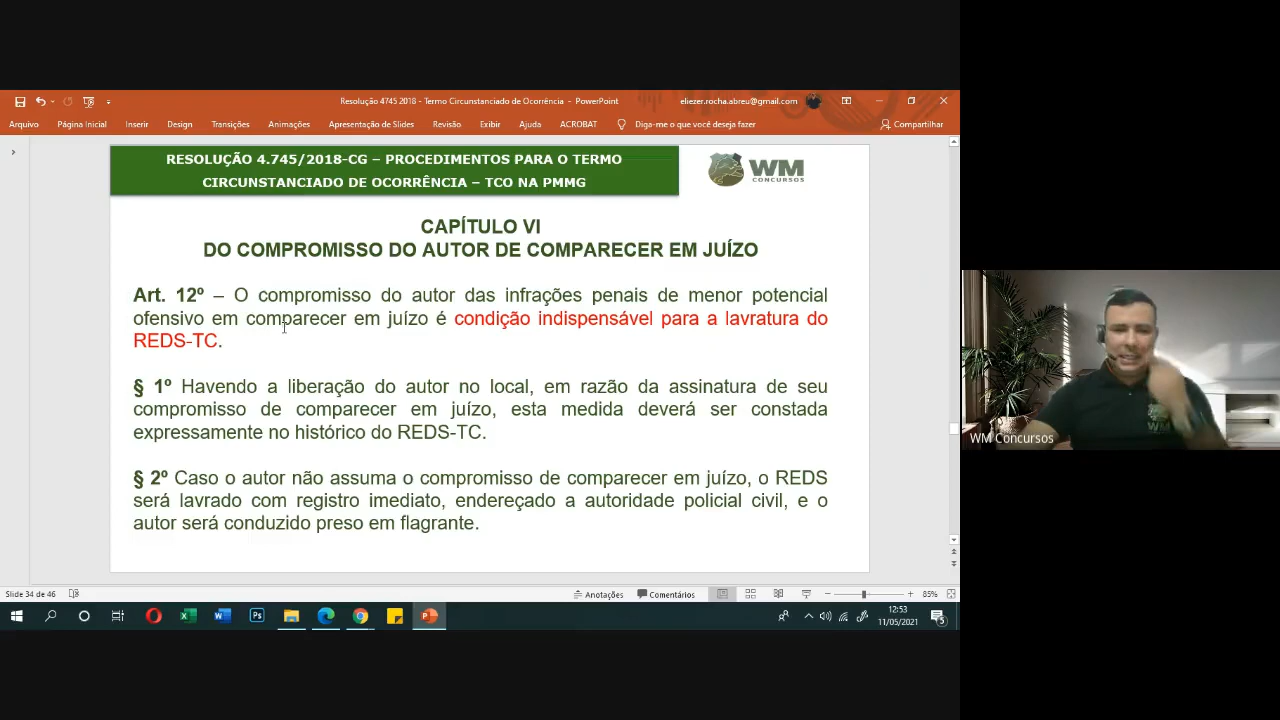 Resolução 4745 2018 - Termo Circunstanciado de Ocorrência - PowerPoint
eliezer.rocha.abreu@gmail.com
Arquivo Página Inicial Inserir Design Transições Animações Apresentação de Slides Revisão Exibir Ajuda ACROBAT Diga-me o que você deseja fazer Compartilhar
RESOLUÇÃO 4.745/2018-CG – PROCEDIMENTOS PARA O TERMO
CIRCUNSTANCIADO DE OCORRÊNCIA – TCO NA PMMG
WM
CONCURSOS
CAPÍTULO VI
DO COMPROMISSO DO AUTOR DE COMPARECER EM JUÍZO
Art. 12º – O compromisso do autor das infrações penais de menor potencial
ofensivo em comparecer em juízo é condição indispensável para a lavratura do
REDS-TC.
§ 1º Havendo a liberação do autor no local, em razão da assinatura de seu
compromisso de comparecer em juízo, esta medida deverá ser constada
expressamente no histórico do REDS-TC.
§ 2º Caso o autor não assuma o compromisso de comparecer em juízo, o REDS
será lavrado com registro imediato, endereçado a autoridade policial civil, e o
autor será conduzido preso em flagrante.
WM Concursos
Slide 34 de 46
Anotações Comentários 85%
Ps
12:53
11/05/2021
5